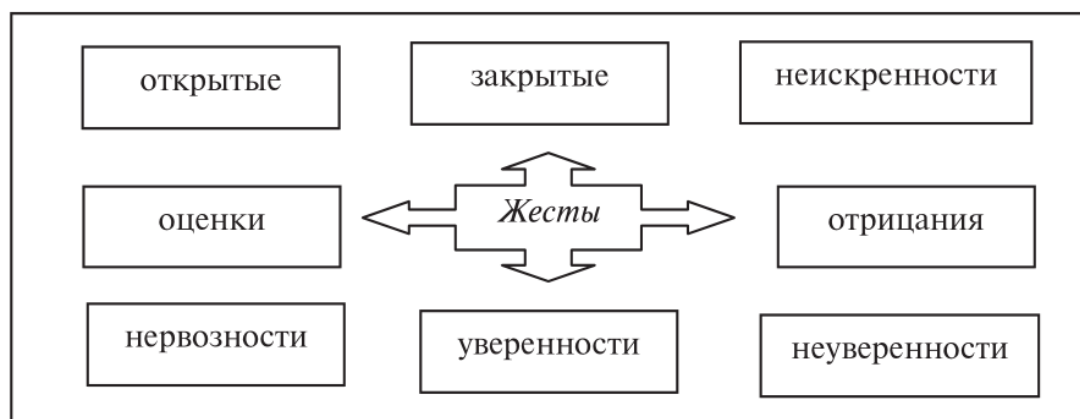 открытые
закрытые
неискренности
оценки
Жесты
отрицания
нервозности
уверенности
неуверенности